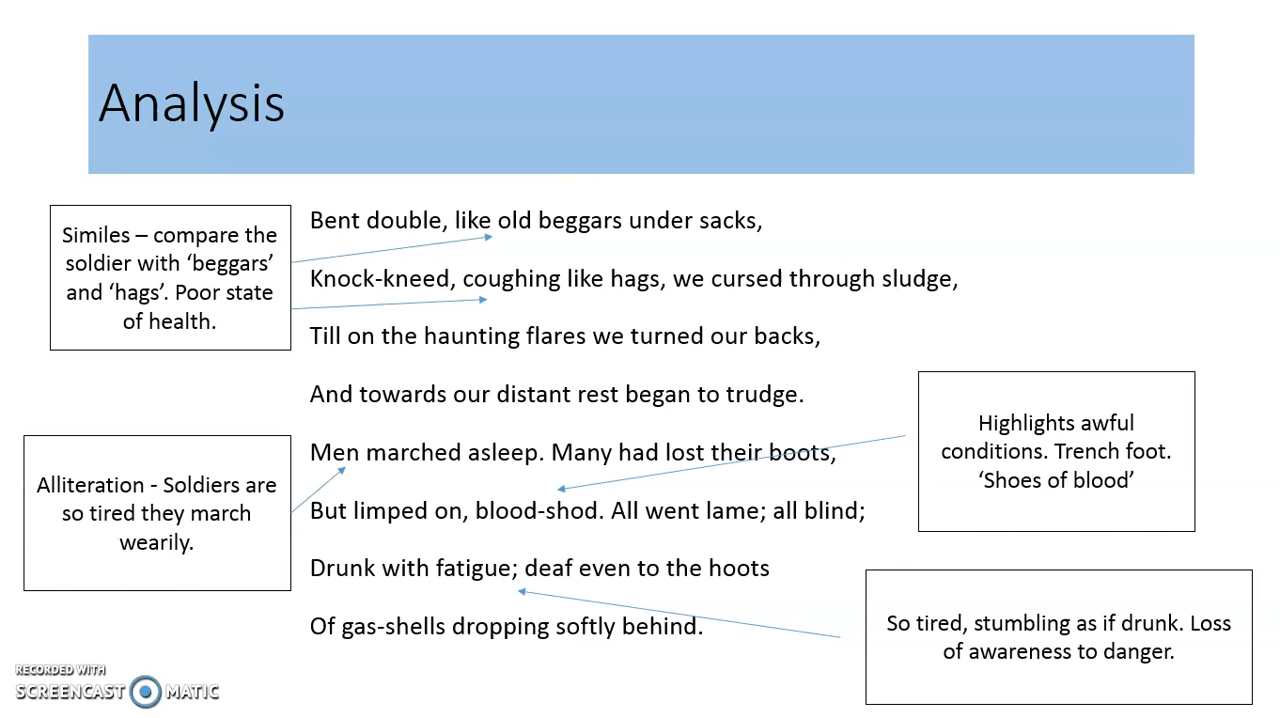 Analysis
Similes – compare the
soldier with ‘beggars’
and ‘hags’. Poor state
of health.
Bent double, like old beggars under sacks,
Knock-kneed, coughing like hags, we cursed through sludge,
Till on the haunting flares we turned our backs,
And towards our distant rest began to trudge.
Men marched asleep. Many had lost their boots,
But limped on, blood-shod. All went lame; all blind;
Drunk with fatigue; deaf even to the hoots
Of gas-shells dropping softly behind.
Alliteration - Soldiers are
so tired they march
wearily.
Highlights awful
conditions. Trench foot.
‘Shoes of blood’
So tired, stumbling as if drunk. Loss
of awareness to danger.
RECORDED WITH
SCREENCAST MATIC